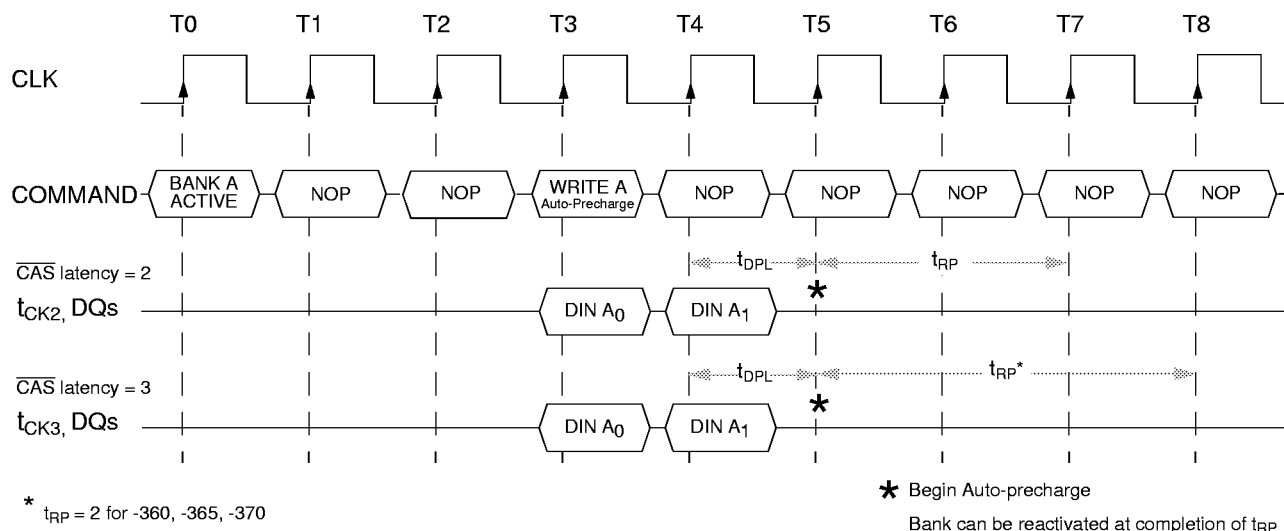 T0 T1 T2 T3 T4 T5 T6 T7 T8
CLK
COMMAND
BANK A
ACTIVE
NOP
NOP
WRITE A
Auto-Precharge
NOP
NOP
NOP
NOP
NOP
CAS latency = 2
tDPL
tRP
*
tCK2, DQs
DIN A0
DIN A1
CAS latency = 3
tDPL
tRP*
*
tCK3, DQs
DIN A0
DIN A1
* tRP = 2 for -360, -365, -370
* Begin Auto-precharge
Bank can be reactivated at completion of tRP